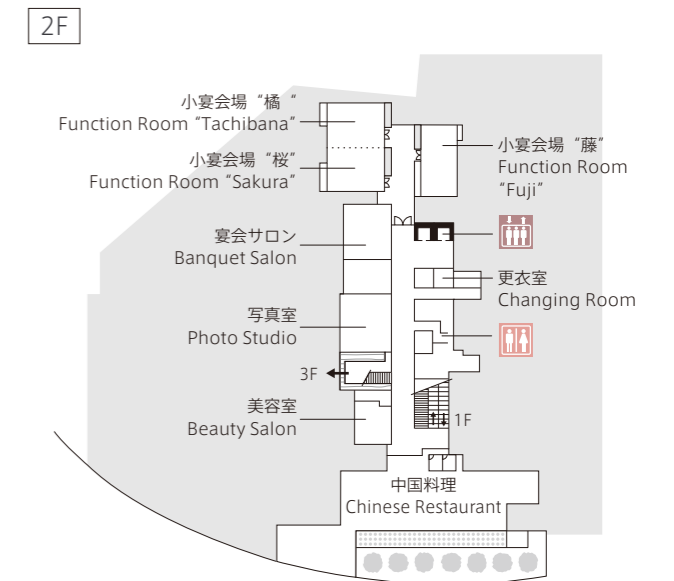 2F
小宴会場“橘“
Function Room “Tachibana”
小宴会場“桜”
Function Room “Sakura”
小宴会場“藤”
Function Room
“Fuji”
宴会サロン
Banquet Salon
更衣室
Changing Room
写真室
Photo Studio
3F
美容室
Beauty Salon
1F
中国料理
Chinese Restaurant